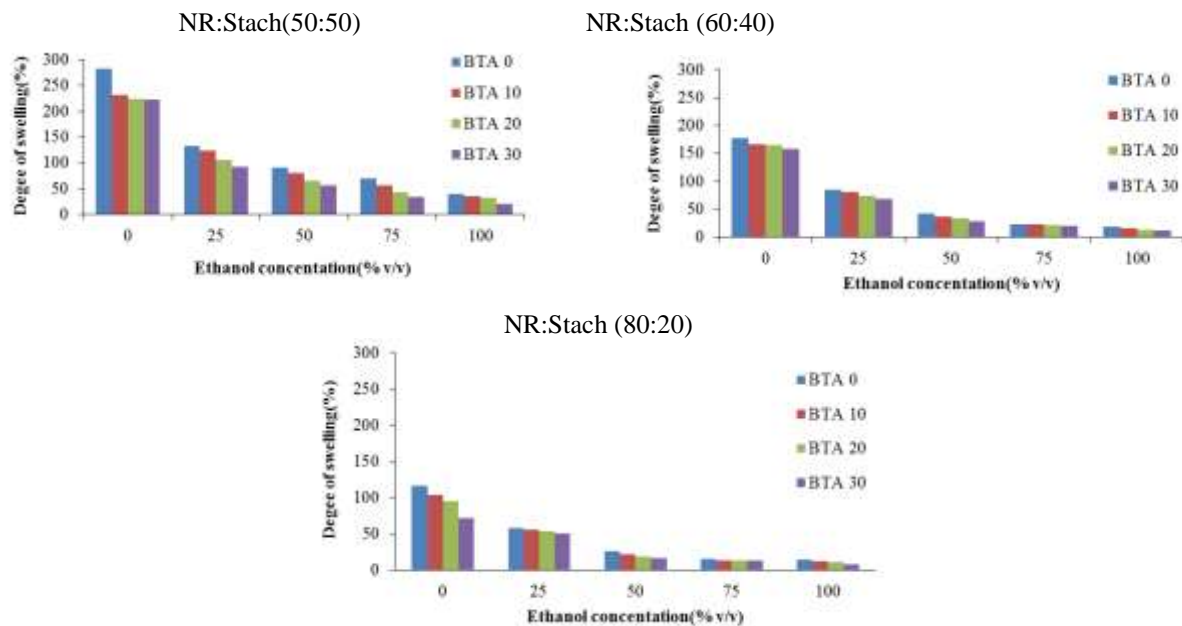 NR:Stach(50:50)
NR:Stach (60:40)
Degee of swelling(%)
300
250
200
150
100
50
0
BTA 0
BTA 10
BTA 20
BTA 30
0 25 50 75 100
Ethanol concentation(% v/v)
Degree of swelling(%)
300
250
200
150
100
50
0
BTA 0
BTA 10
BTA 20
BTA 30
0 25 50 75 100
Ethanol concentation(% v/v)
NR:Stach (80:20)
Degree of swelling(%)
300
250
200
150
100
50
0
BTA 0
BTA 10
BTA 20
BTA 30
0 25 50 75 100
Ethanol concentation(% v/v)